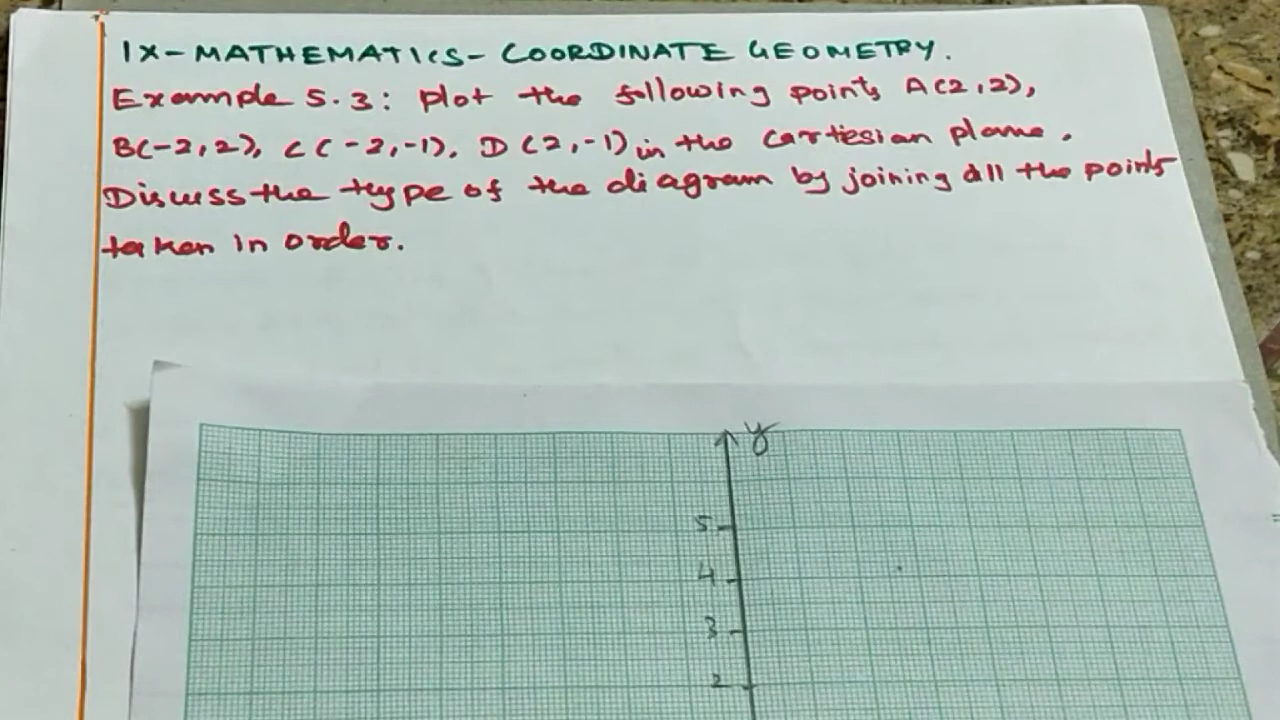 IX-MATHEMATICS-COORDINATE GEOMETRY.
Example 5.3: plot the following points A(2,2),
B(-2,2), C(-2,-1), D(2,-1) in the cartesian plane.
Discuss the type of the diagram by joining all the points
taken in order.
y
5
4
3
2